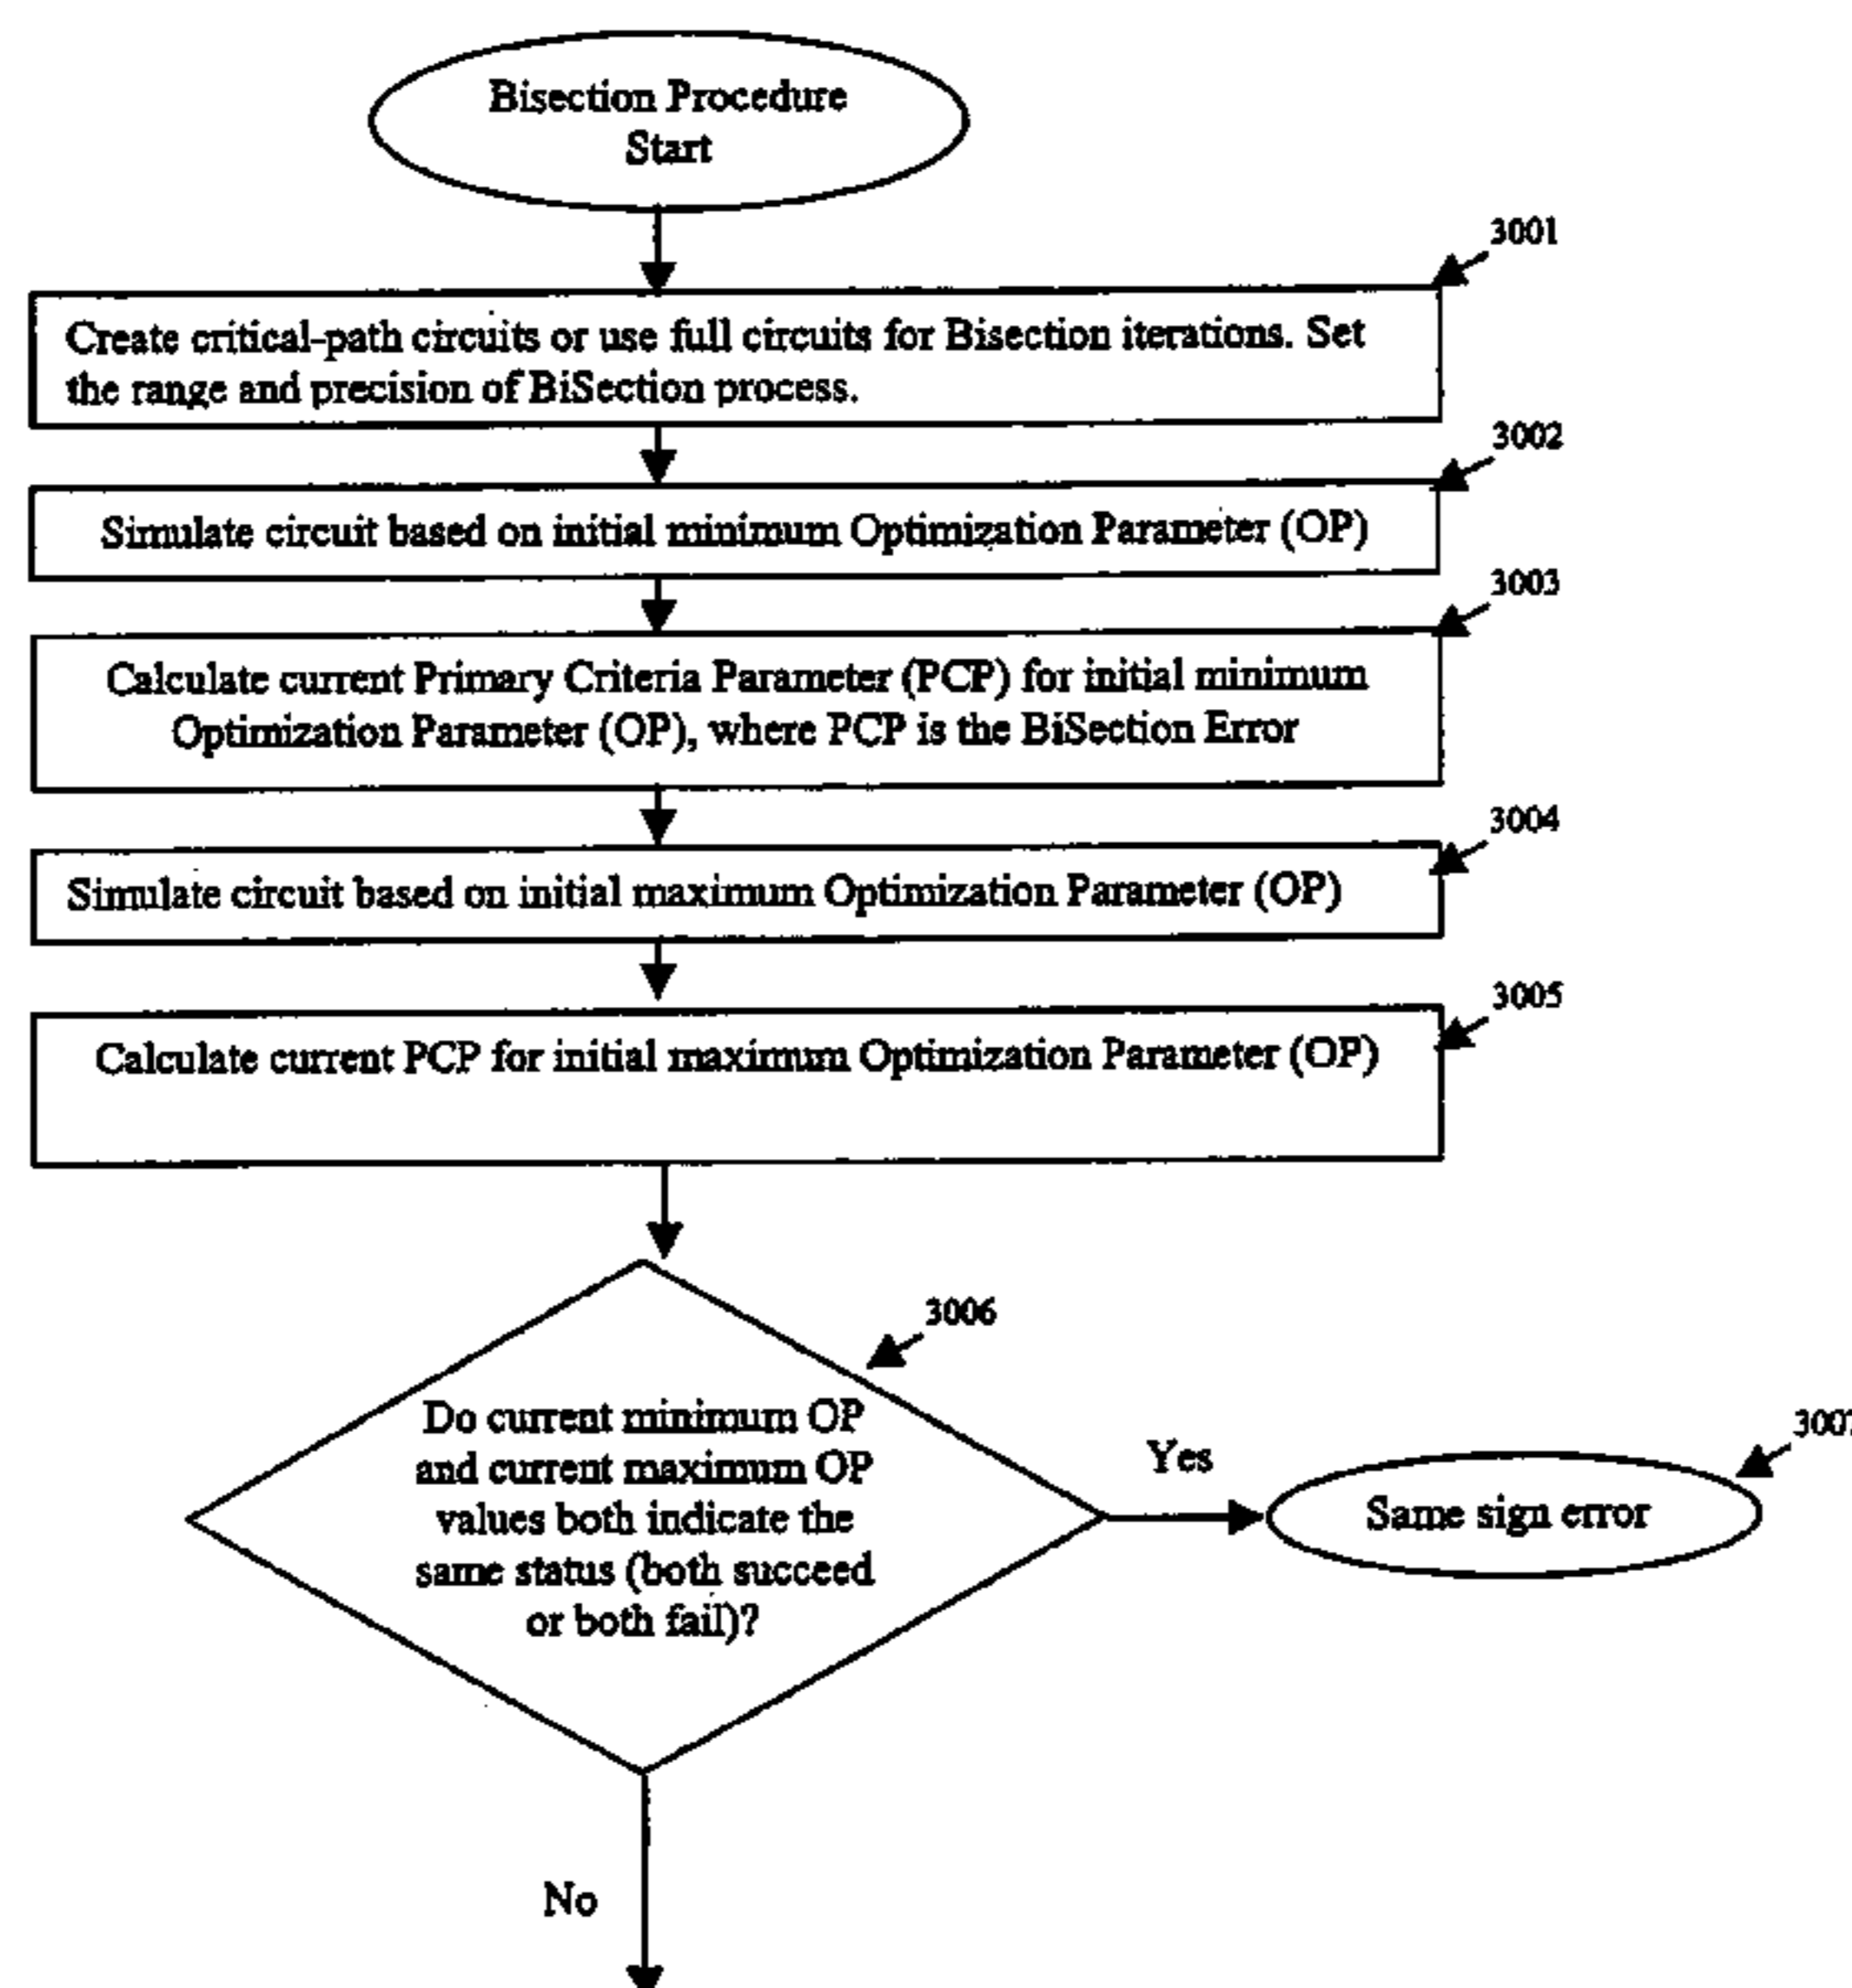 Bisection Procedure
Start
3001
Create critical-path circuits or use full circuits for Bisection iterations. Set
the range and precision of BiSection process.
3002
Simulate circuit based on initial minimum Optimization Parameter (OP)
3003
Calculate current Primary Criteria Parameter (PCP) for initial minimum
Optimization Parameter (OP), where PCP is the BiSection Error
3004
Simulate circuit based on initial maximum Optimization Parameter (OP)
3005
Calculate current PCP for initial maximum Optimization Parameter (OP)
3006
Do current minimum OP
and current maximum OP
values both indicate the
same status (both succeed
or both fail)?
Yes
3007
Same sign error
No